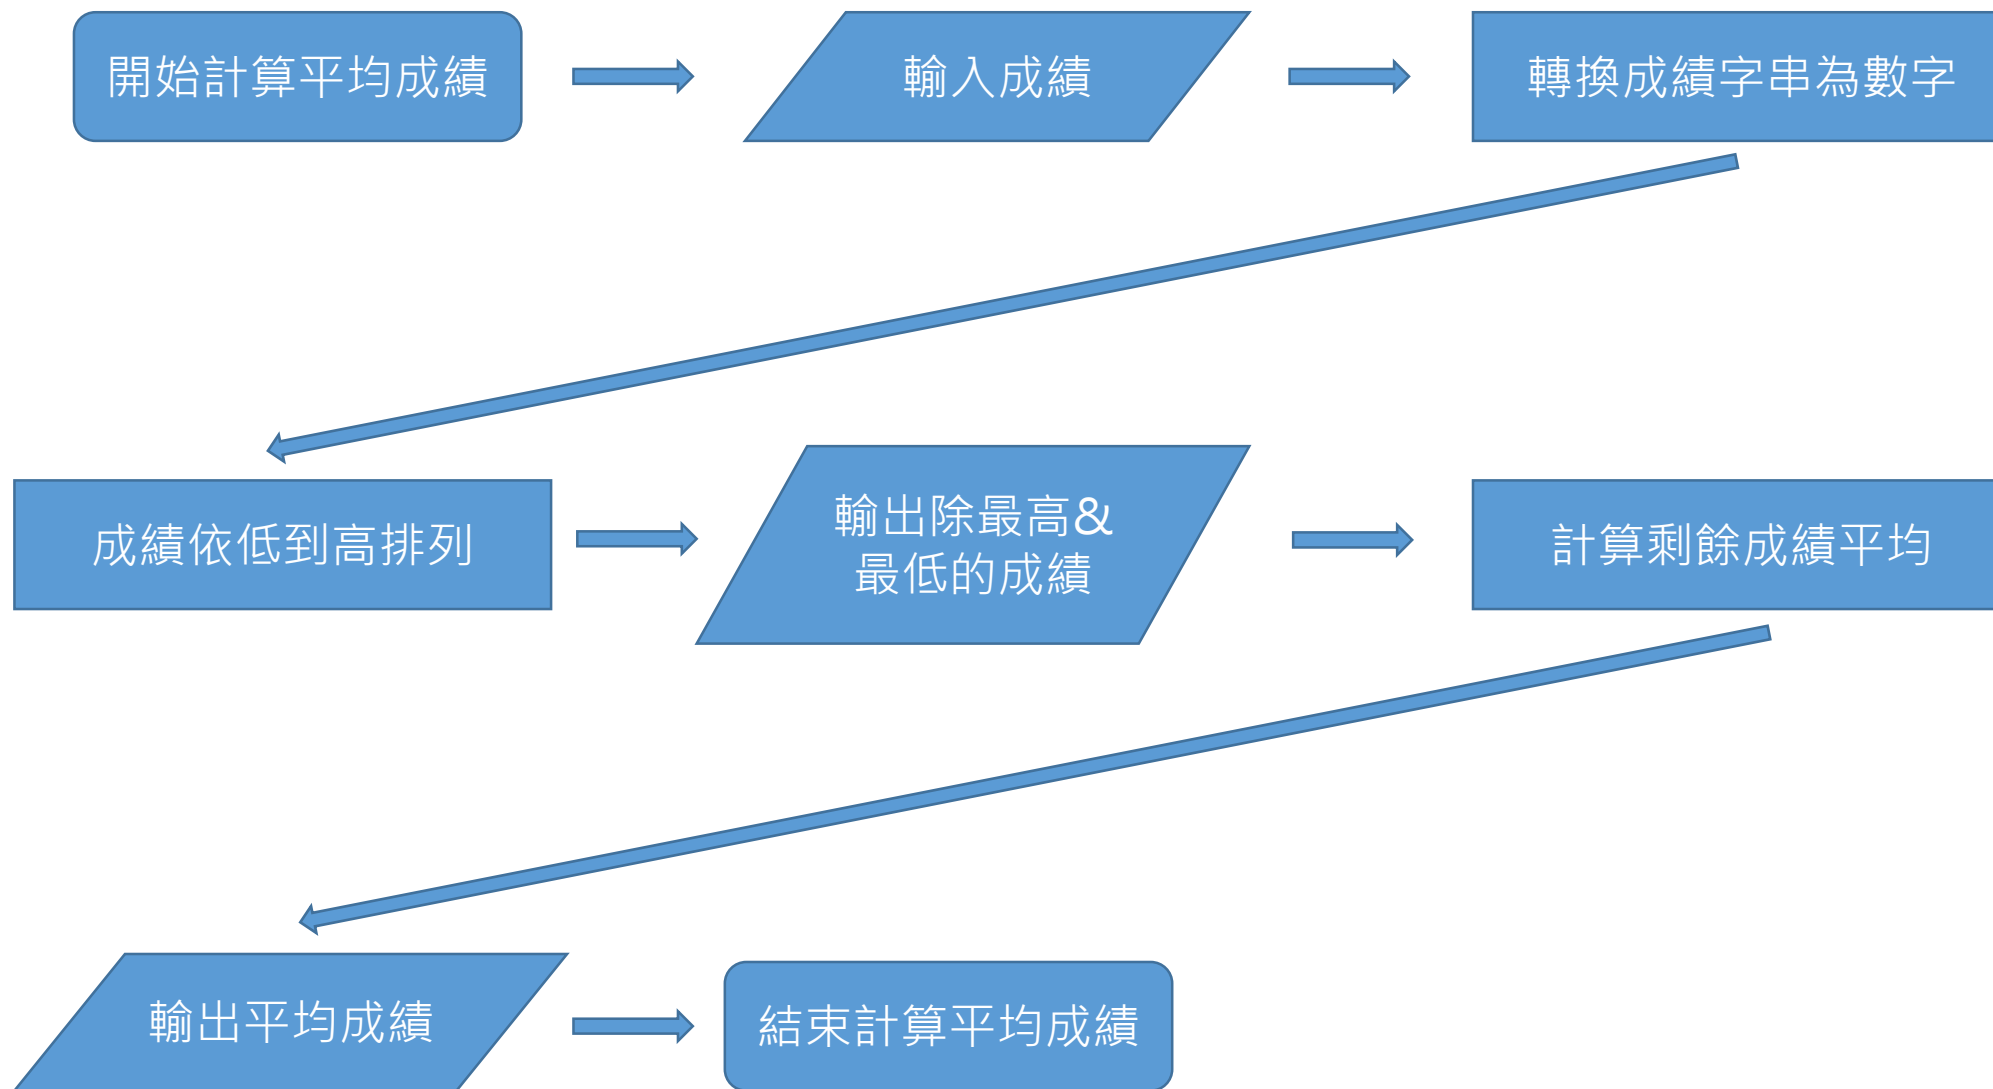 開始計算平均成績
輸入成績
轉換成績字串為數字
成績依低到高排列
輸出除最高&
最低的成績
計算剩餘成績平均
輸出平均成績
結束計算平均成績